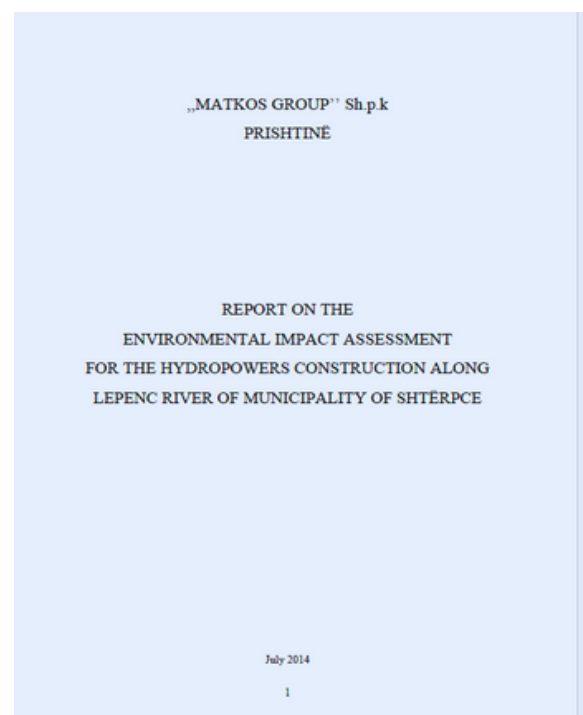 ,,MATKOS GROUP’’ Sh.p.k
PRISHTINË
REPORT ON THE
ENVIRONMENTAL IMPACT ASSESSMENT
FOR THE HYDROPOWERS CONSTRUCTION ALONG
LEPENC RIVER OF MUNICIPALITY OF SHTËRPCE
July 2014
1